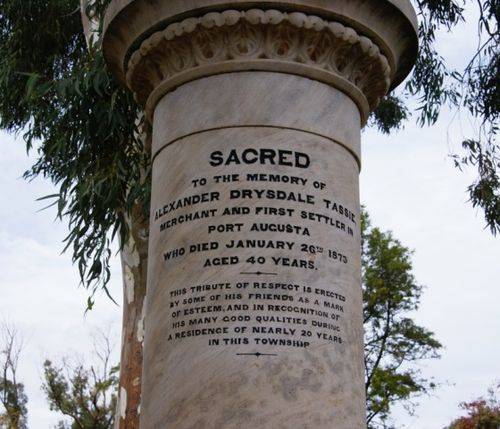 SACRED
TO THE MEMORY OF
ALEXANDER DRYSDALE TASSIE
MERCHANT AND FIRST SETTLER IN
PORT AUGUSTA
WHO DIED JANUARY 26TH 1873
AGED 40 YEARS.
THIS TRIBUTE OF RESPECT IS ERECTED
BY SOME OF HIS FRIENDS AS A MARK
OF ESTEEM, AND IN RECOGNITION OF
HIS MANY GOOD QUALITIES DURING
A RESIDENCE OF NEARLY 20 YEARS
IN THIS TOWNSHIP